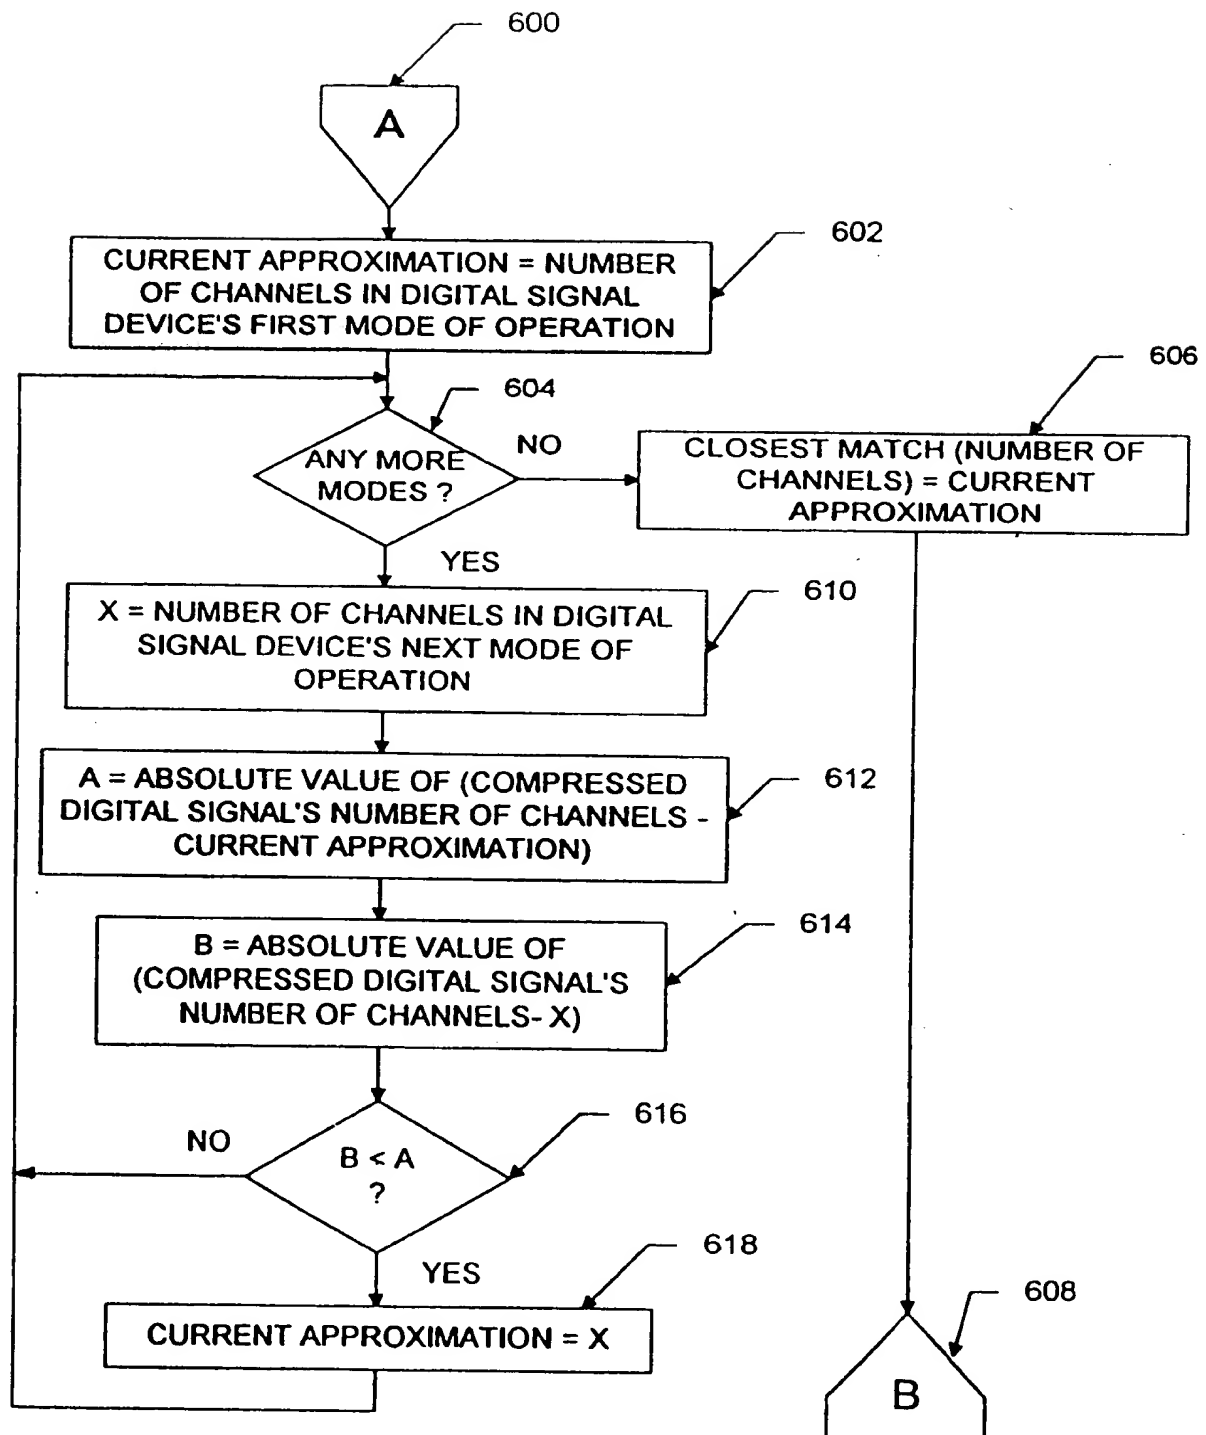 600
A
602
CURRENT APPROXIMATION = NUMBER
OF CHANNELS IN DIGITAL SIGNAL
DEVICE'S FIRST MODE OF OPERATION
606
604
NO
CLOSEST MATCH (NUMBER OF
CHANNELS) = CURRENT
APPROXIMATION
ANY MORE
MODES ?
YES
610
X = NUMBER OF CHANNELS IN DIGITAL
SIGNAL DEVICE'S NEXT MODE OF
OPERATION
612
A = ABSOLUTE VALUE OF (COMPRESSED
DIGITAL SIGNAL'S NUMBER OF CHANNELS -
CURRENT APPROXIMATION)
614
B = ABSOLUTE VALUE OF
(COMPRESSED DIGITAL SIGNAL'S
NUMBER OF CHANNELS- X)
616
NO
B < A
?
618
YES
CURRENT APPROXIMATION = X
608
B